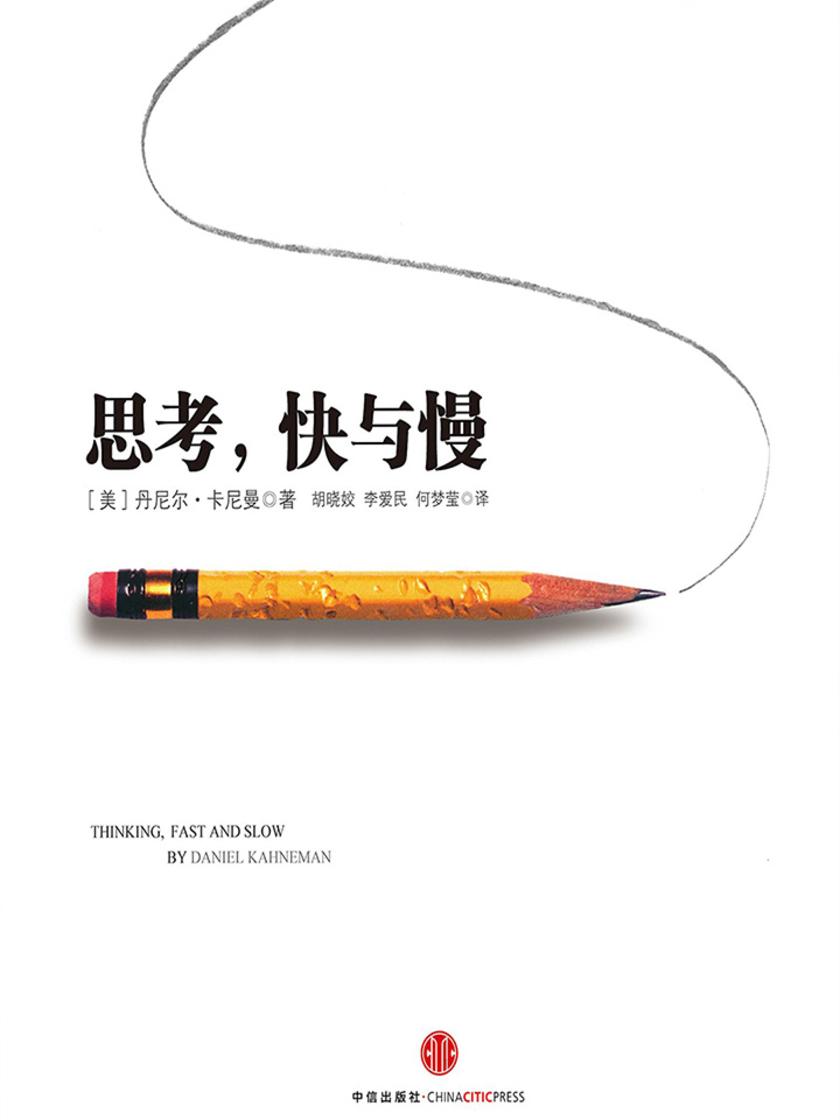 思考，快与慢
［美］丹尼尔·卡尼曼◎著 胡晓姣 李爱民 何梦莹◎译
THINKING, FAST AND SLOW
BY DANIEL KAHNEMAN
中信出版社·CHINACITICPRESS